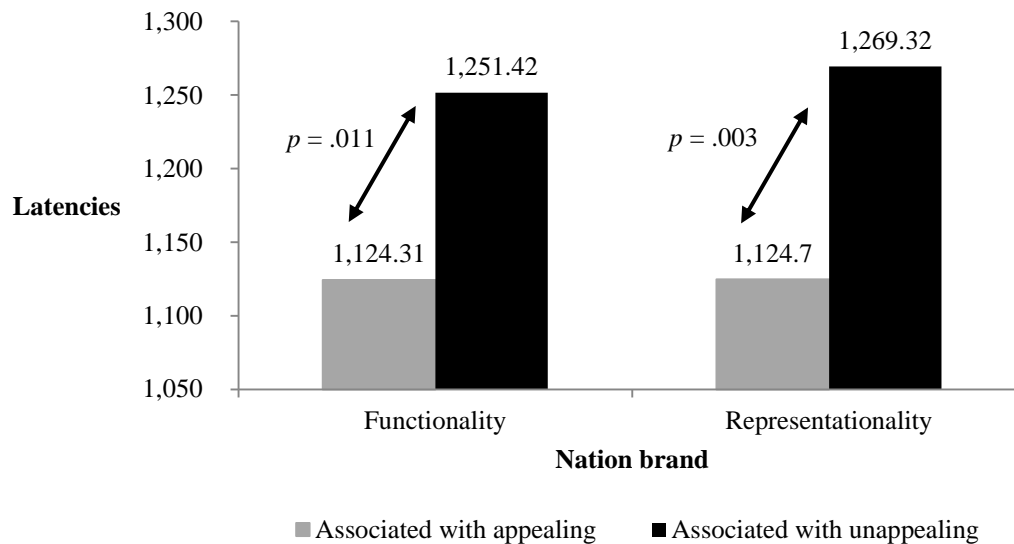 1,300
1,250
1,200
1,150
1,100
1,050
Latencies
1,251.42
1,269.32
p = .011
p = .003
1,124.31
1,124.7
Functionality
Representationality
Nation brand
Associated with appealing
Associated with unappealing